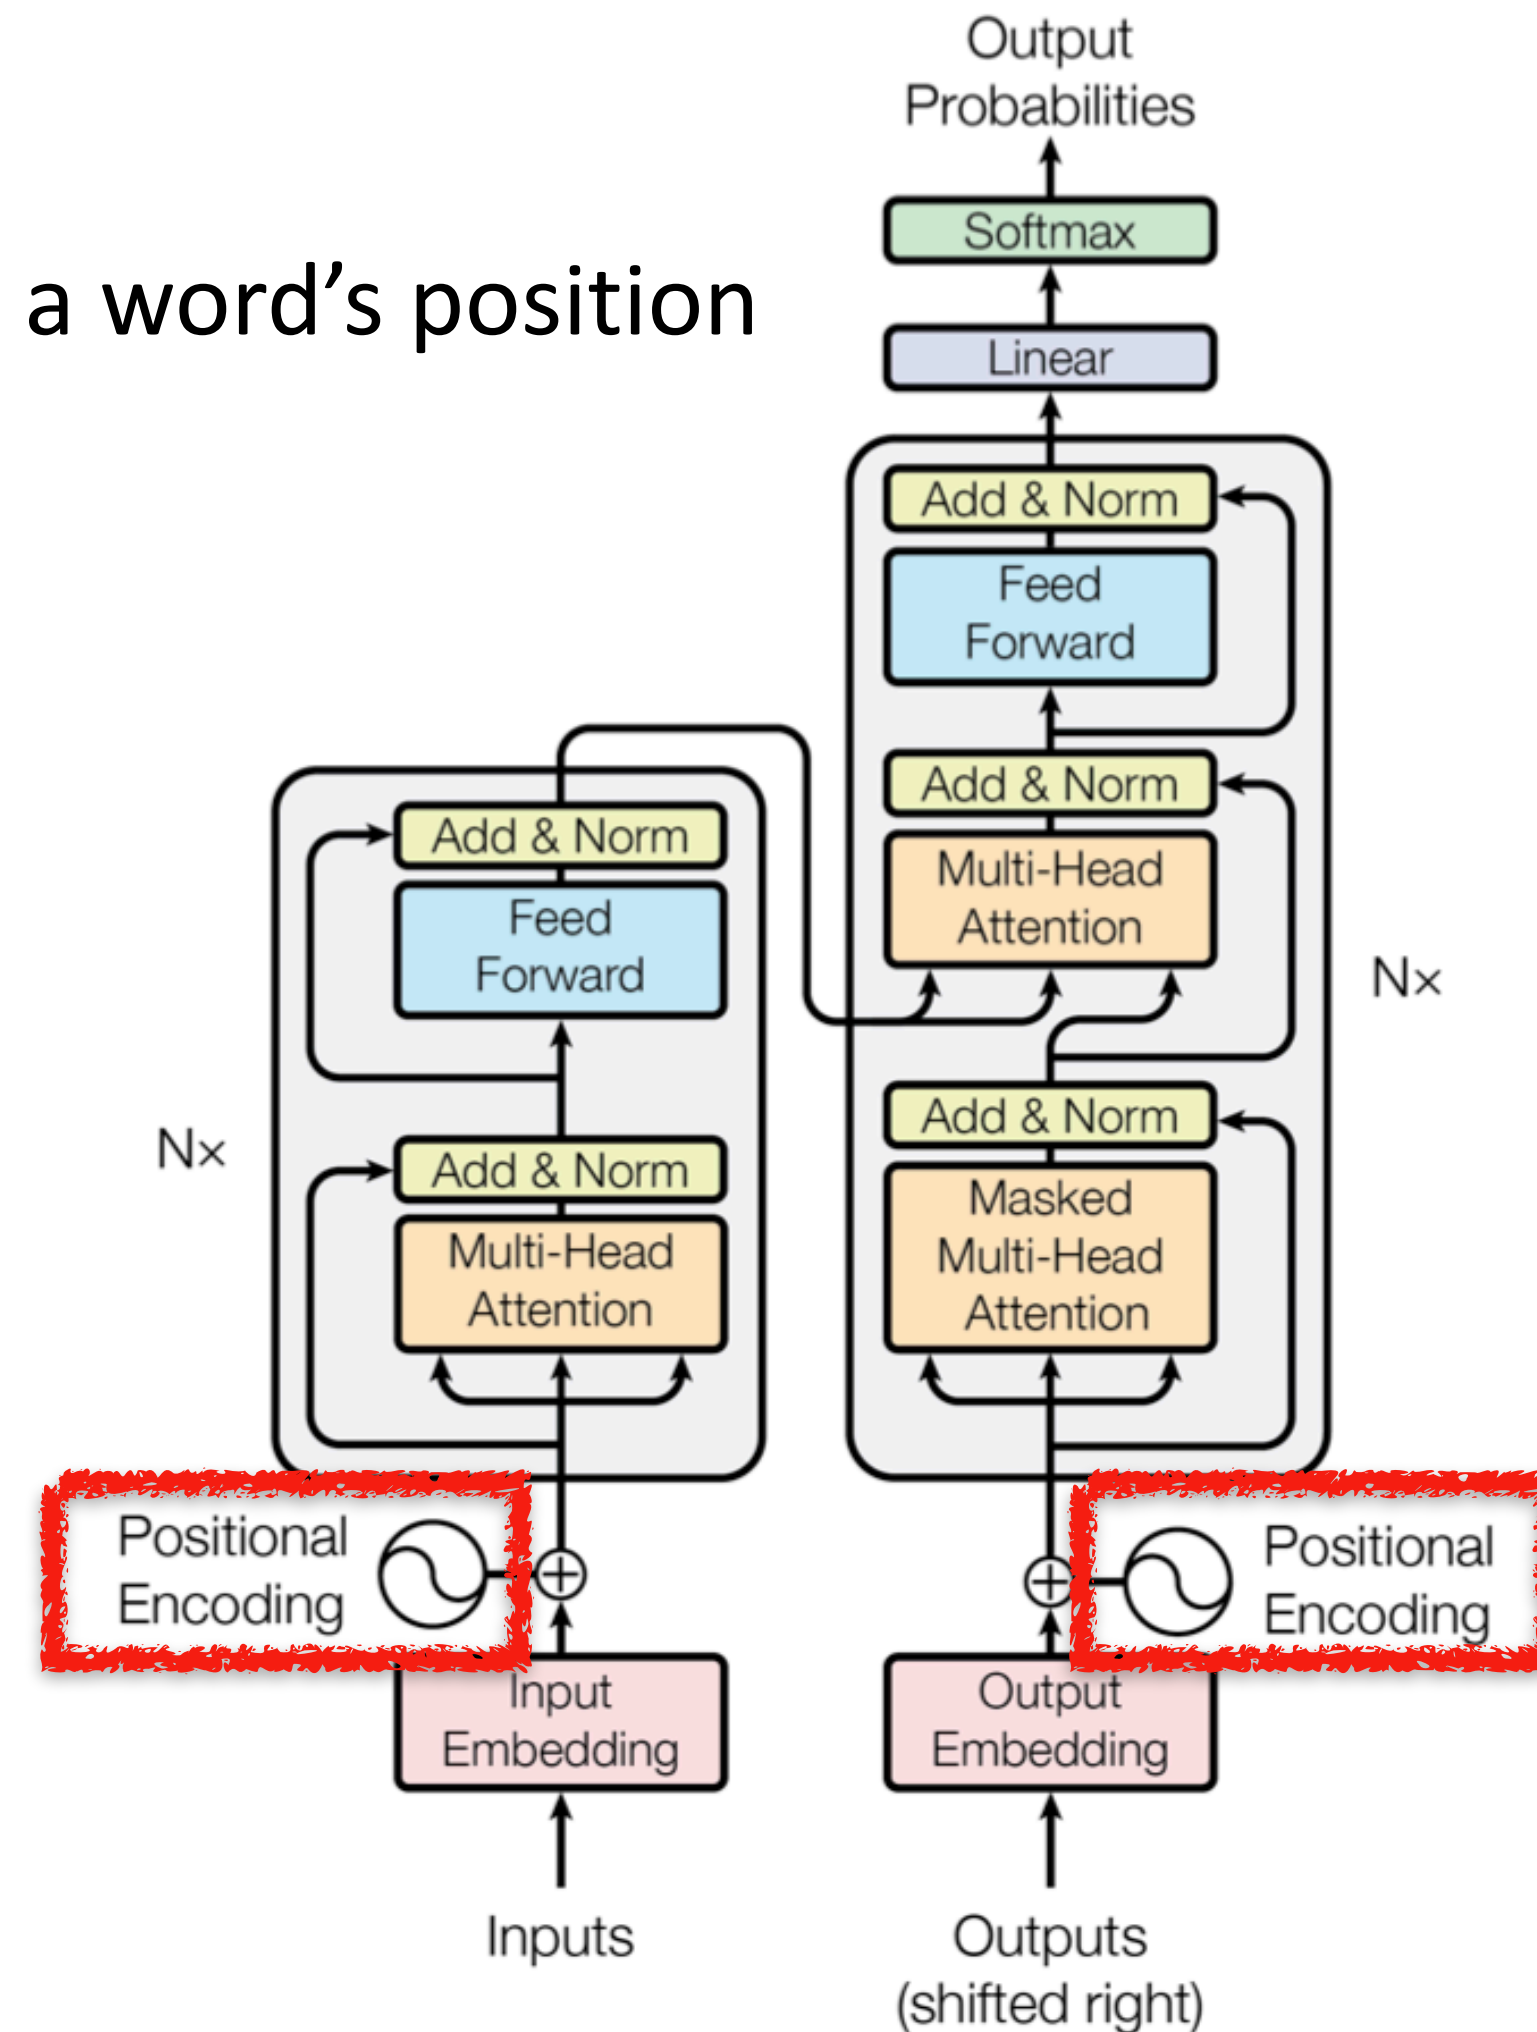 a word's position
Output
Probabilities
Softmax
Linear
Add & Norm
Feed
Forward
Add & Norm
Multi-Head
Attention
Nx
Add & Norm
Masked
Multi-Head
Attention
Add & Norm
Feed
Forward
Nx
Add & Norm
Multi-Head
Attention
Positional
Encoding
Positional
Encoding
Input
Embedding
Output
Embedding
Inputs
Outputs
(shifted right)